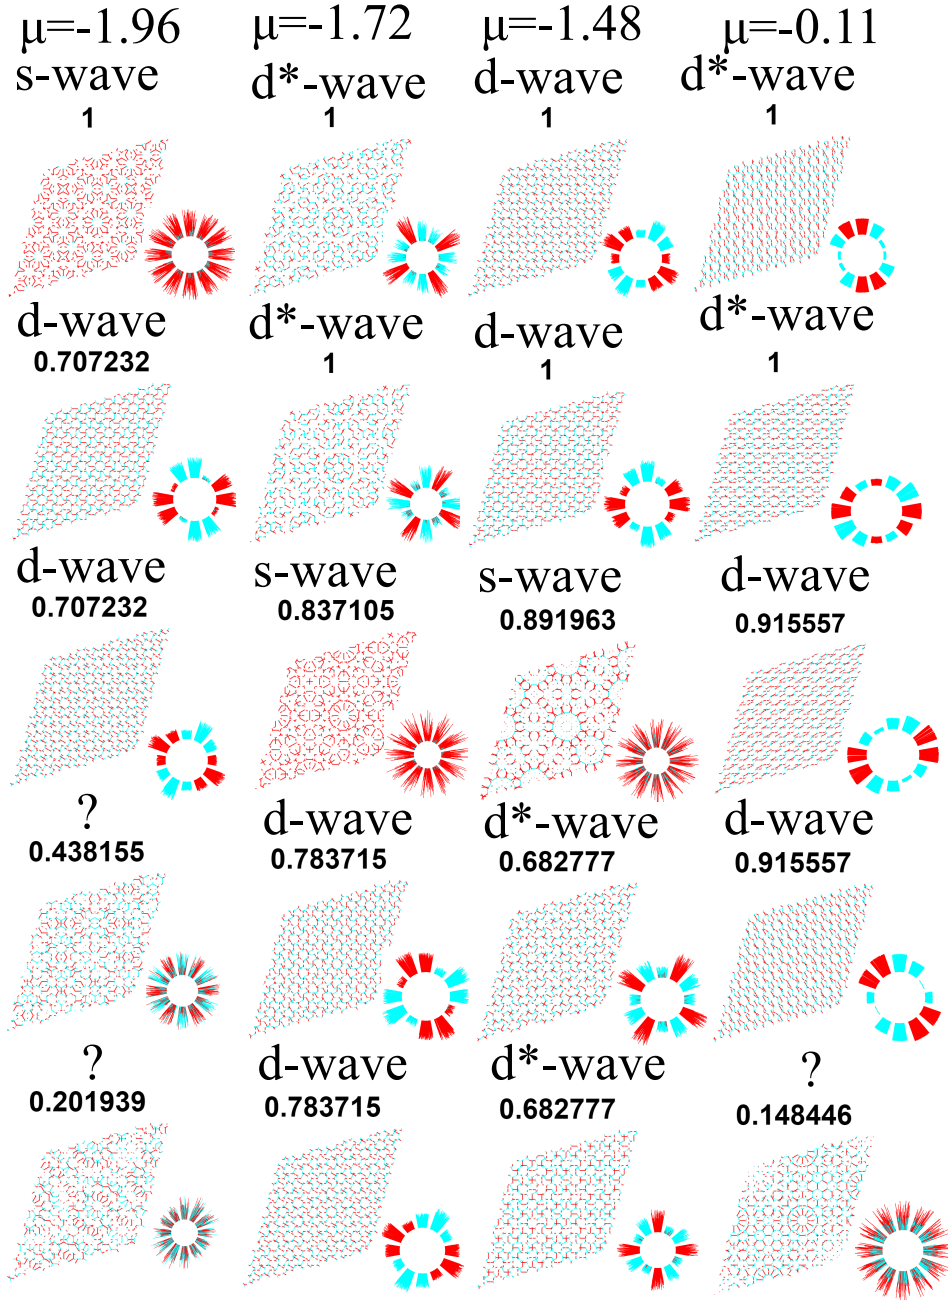 μ=-1.96 μ=-1.72 μ=-1.48 μ=-0.11
s-wave d*-wave d-wave d*-wave
1 1 1 1
d-wave d*-wave d-wave d*-wave
0.707232 1 1 1
d-wave s-wave s-wave d-wave
0.707232 0.837105 0.891963 0.915557
? d-wave d*-wave d-wave
0.438155 0.783715 0.682777 0.915557
? d-wave d*-wave ?
0.201939 0.783715 0.682777 0.148446